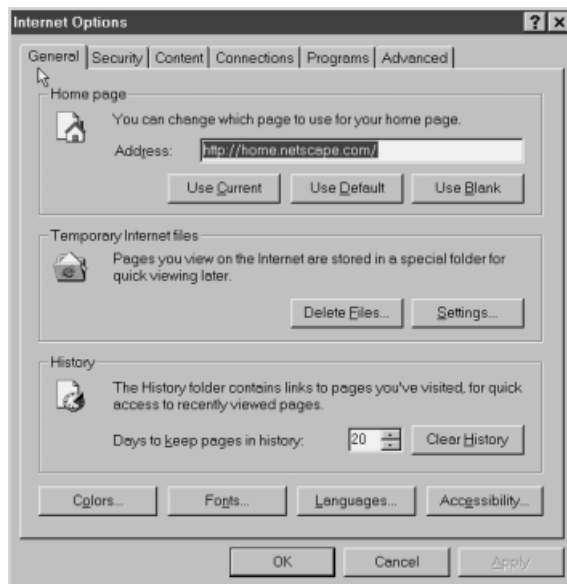 Internet Options
General Security Content Connections Programs Advanced
Home page
You can change which page to use for your home page.
Address: http://home.netscape.com/
Use Current Use Default Use Blank
Temporary Internet files
Pages you view on the Internet are stored in a special folder for
quick viewing later.
Delete Files... Settings...
History
The History folder contains links to pages you've visited, for quick
access to recently viewed pages.
Days to keep pages in history: 20 Clear History
Colors... Fonts... Languages... Accessibility...
OK Cancel Apply